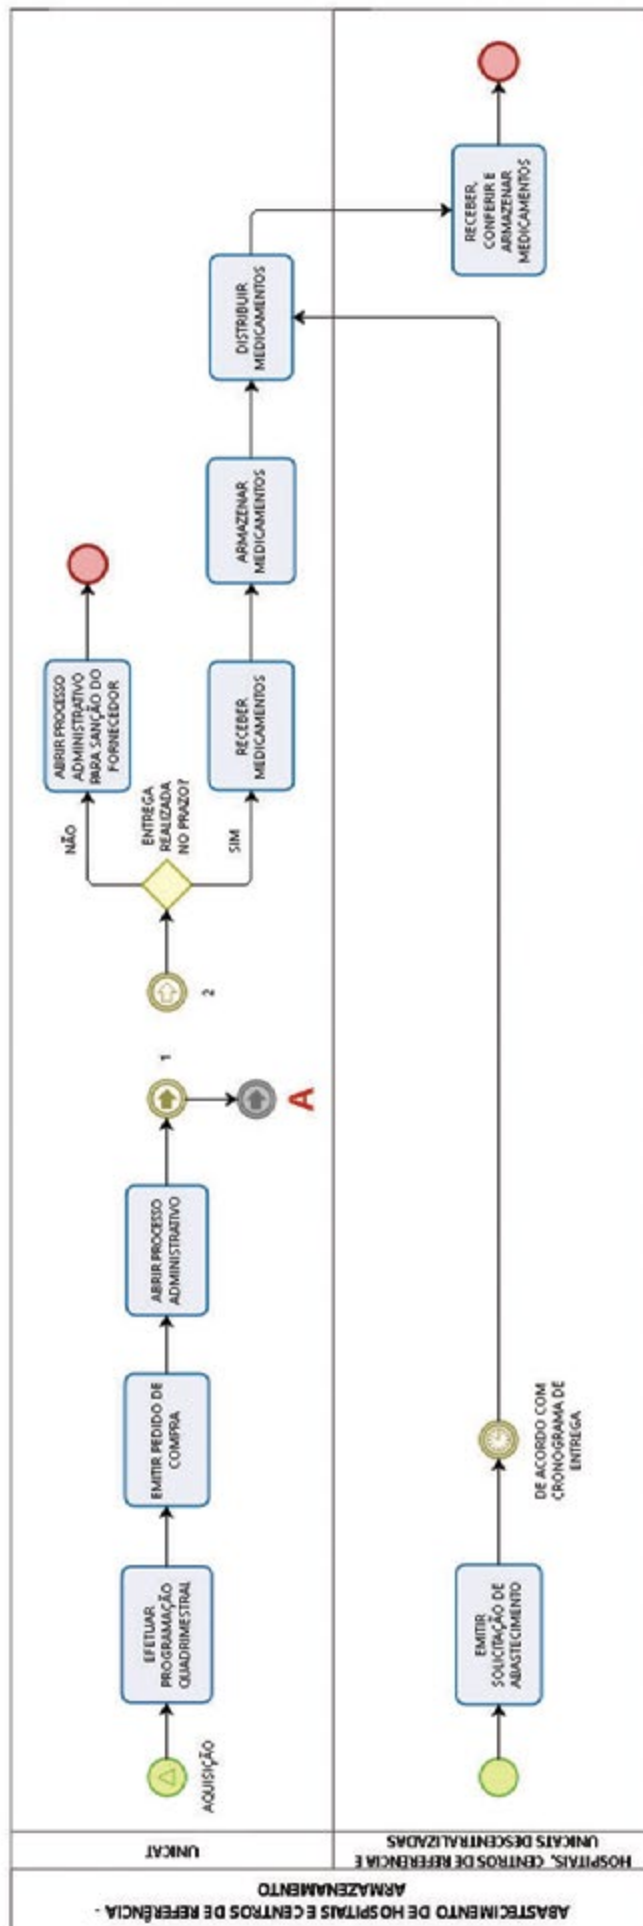 ABASTECIMENTO DE HOSPITAIS E CENTROS DE REFERÊNCIA -
ARMAZENAMENTO
UNICAT
AQUISIÇÃO
EFETUAR
PROGRAMAÇÃO
QUADRIMESTRAL
EMITIR PEDIDO DE
COMPRA
ABRIR PROCESSO
ADMINISTRATIVO
1
A
2
ENTREGA
REALIZADA
NO PRAZO?
NÃO
ABRIR PROCESSO
ADMINISTRATIVO
PARA SANÇÃO DO
FORNECEDOR
SIM
RECEBER
MEDICAMENTOS
ARMAZENAR
MEDICAMENTOS
DISTRIBUIR
MEDICAMENTOS
HOSPITAIS, CENTROS DE REFERENCIA E
UNICATS DESCENTRALIZADAS
EMITIR
SOLICITAÇÃO DE
ABASTECIMENTO
DE ACORDO COM
CRONOGRAMA DE
ENTREGA
RECEBER,
CONFERIR E
ARMAZENAR
MEDICAMENTOS